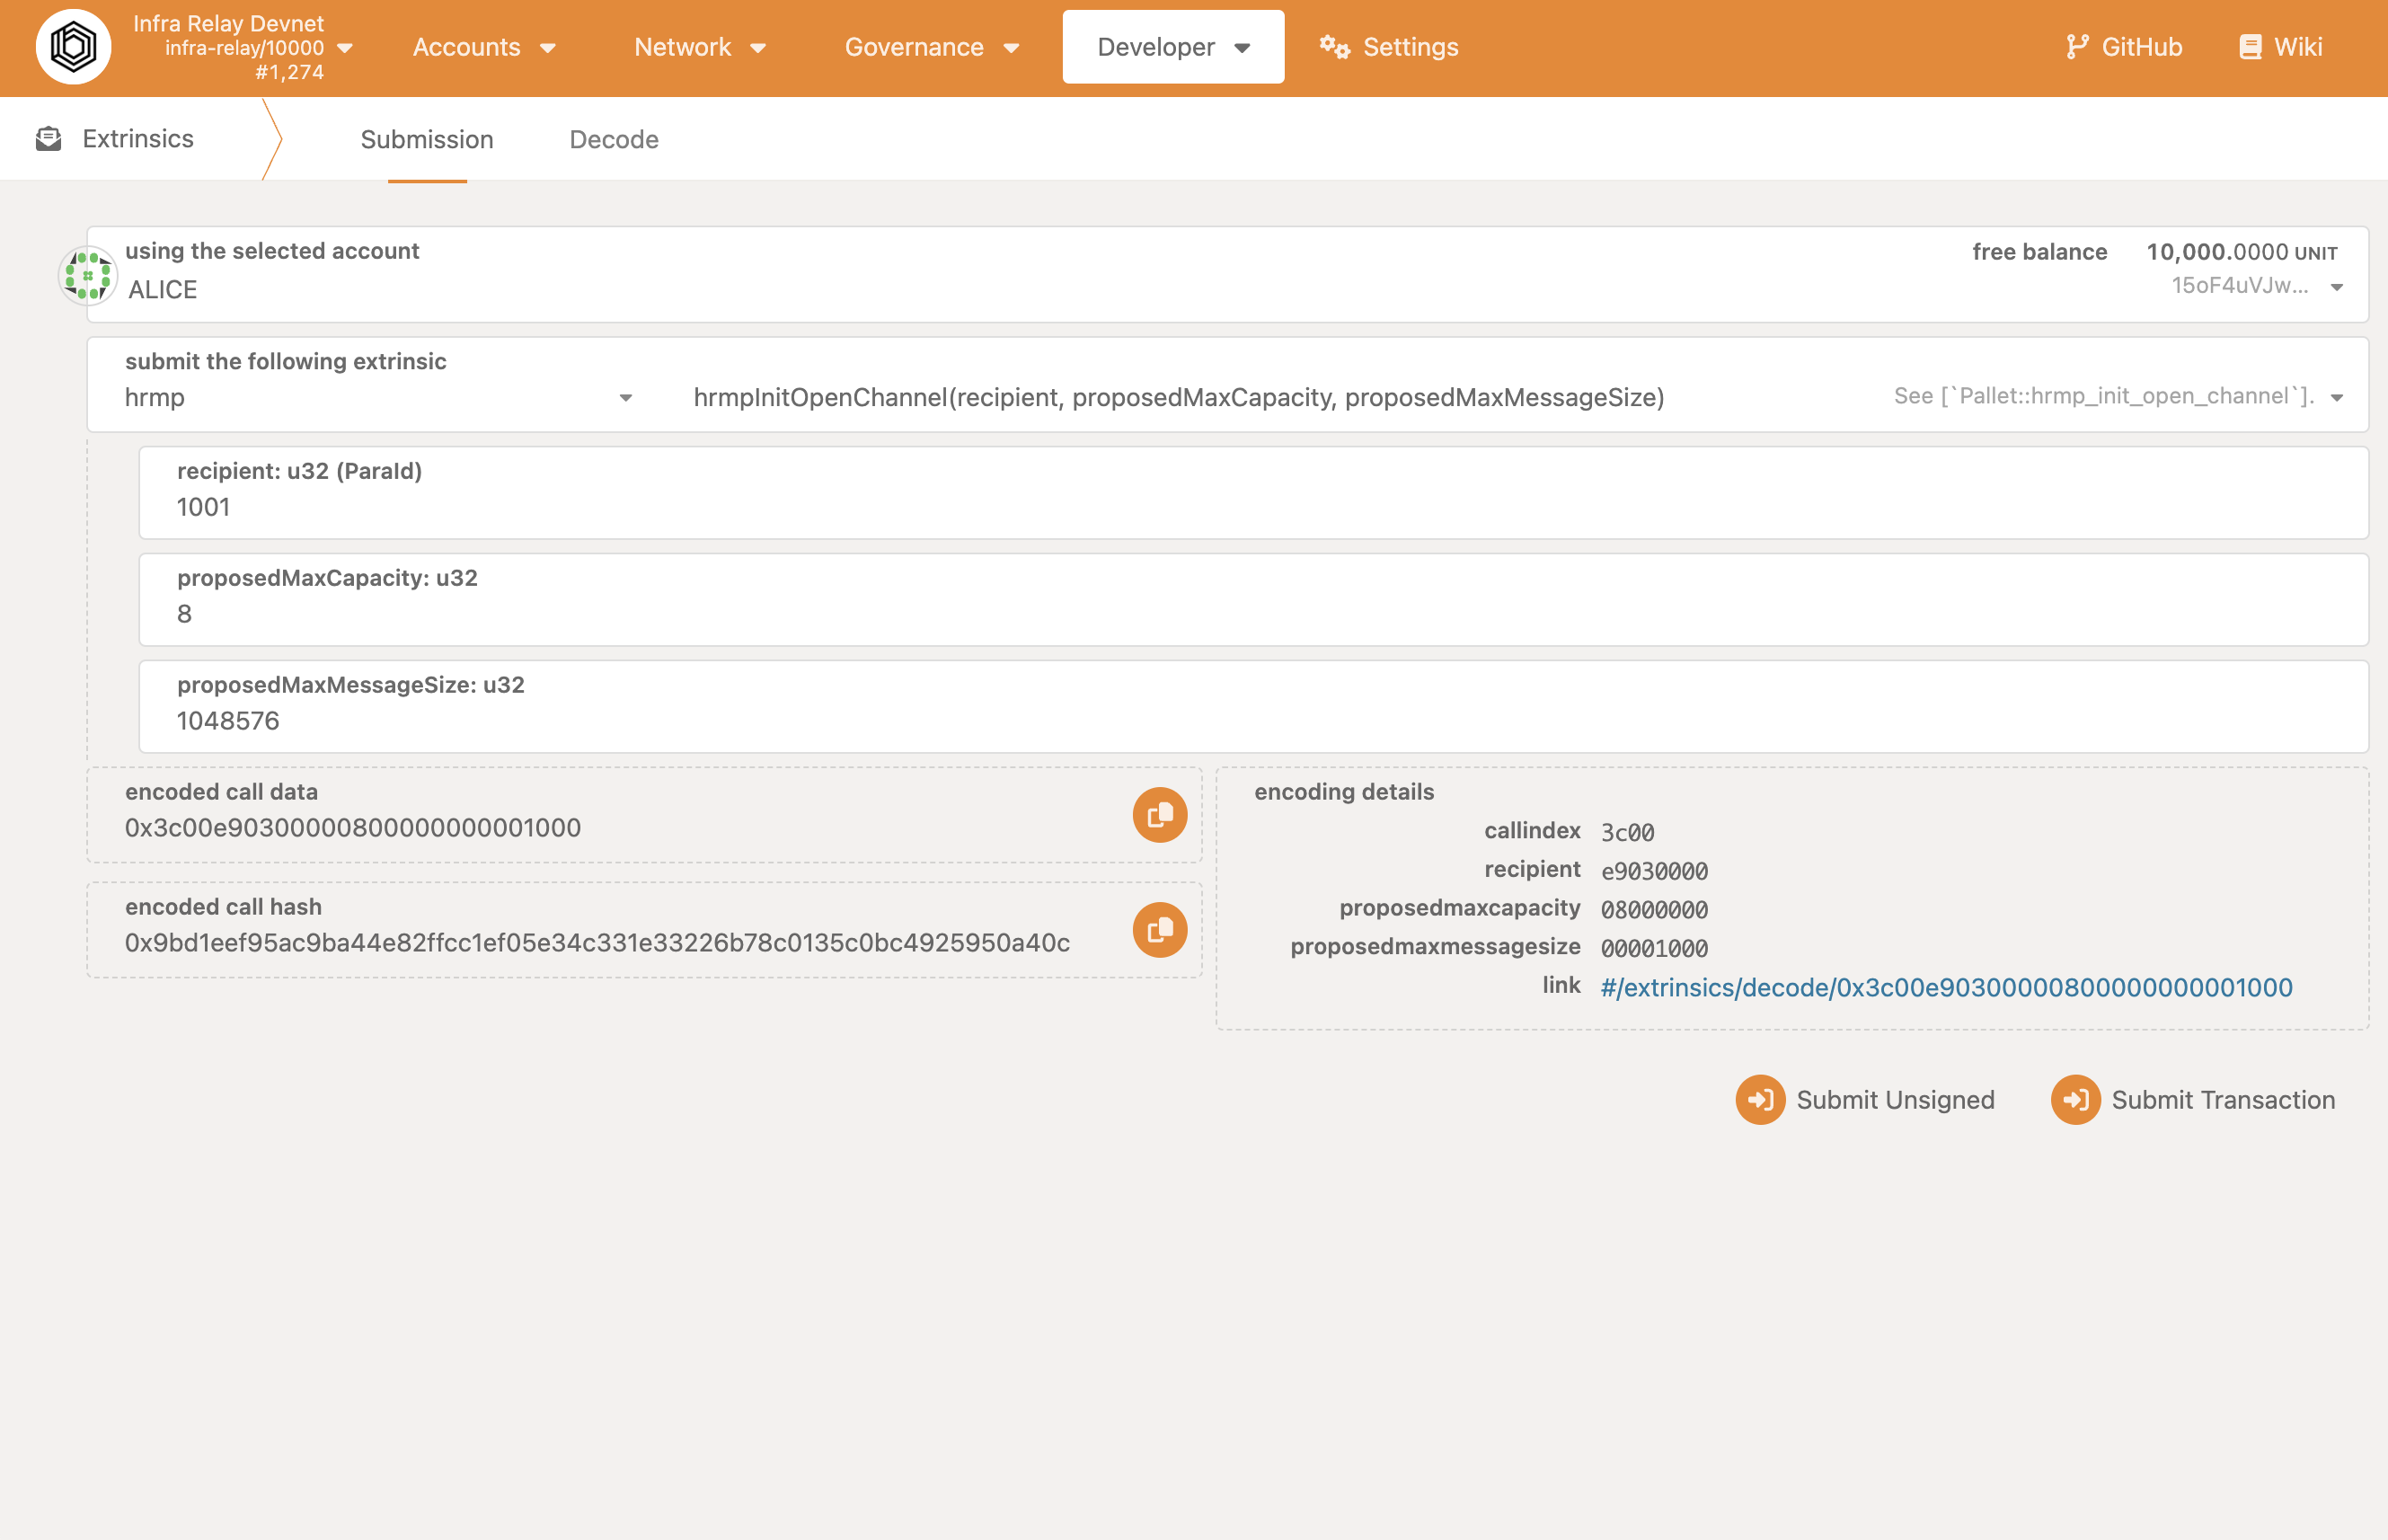 Infra Relay Devnet
infra-relay/10000
#1,274
Accounts
Network
Governance
Developer
Settings
GitHub
Wiki
Extrinsics
Submission
Decode
using the selected account
ALICE
free balance 10,000.0000 UNIT
15oF4uVJw...
submit the following extrinsic
hrmp
hrmpInitOpenChannel(recipient, proposedMaxCapacity, proposedMaxMessageSize)
See [`Pallet::hrmp_init_open_channel`].
recipient: u32 (ParaId)
1001
proposedMaxCapacity: u32
8
proposedMaxMessageSize: u32
1048576
encoded call data
0x3c00e90300000800000000001000
encoded call hash
0x9bd1eef95ac9ba44e82ffcc1ef05e34c331e33226b78c0135c0bc4925950a40c
encoding details
callindex 3c00
recipient e9030000
proposedmaxcapacity 08000000
proposedmaxmessagesize 00001000
link #/extrinsics/decode/0x3c00e90300000800000000001000
Submit Unsigned
Submit Transaction